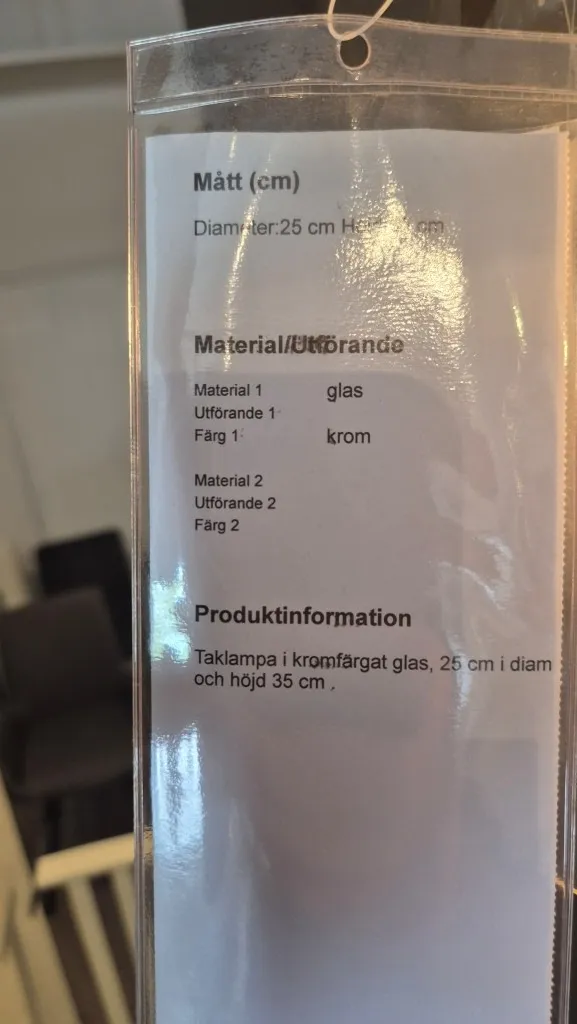 Mått (cm)
Diameter:25 cm cm
Material/Utförande
Material 1 glas
Utförande 1
Färg 1 krom
Material 2
Utförande 2
Färg 2
Produktinformation
Taklampa i kromfärgat glas, 25 cm i diam
och höjd 35 cm .